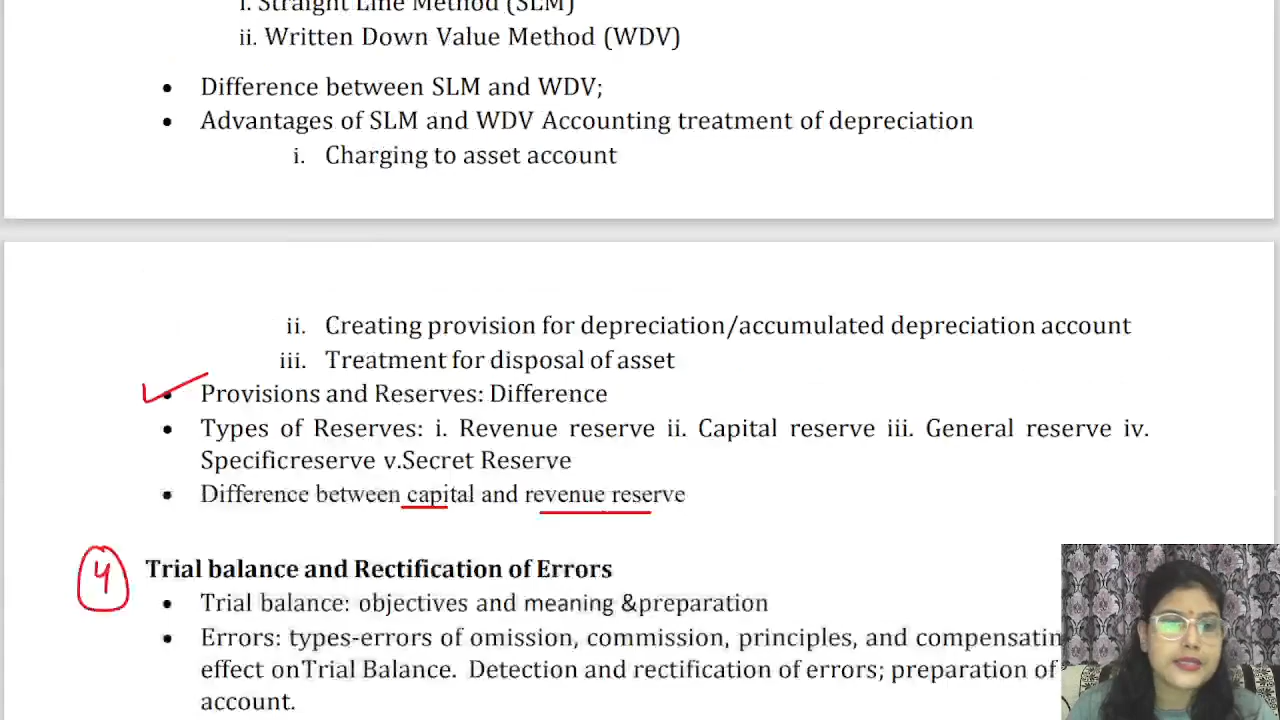 i. Straight Line Method (SLM)
ii. Written Down Value Method (WDV)
• Difference between SLM and WDV;
• Advantages of SLM and WDV Accounting treatment of depreciation
i. Charging to asset account
ii. Creating provision for depreciation/accumulated depreciation account
iii. Treatment for disposal of asset
• Provisions and Reserves: Difference
• Types of Reserves: i. Revenue reserve ii. Capital reserve iii. General reserve iv.
Specificreserve v.Secret Reserve
• Difference between capital and revenue reserve
4 Trial balance and Rectification of Errors
• Trial balance: objectives and meaning &preparation
• Errors: types-errors of omission, commission, principles, and
effect onTrial Balance. Detection and rectification of errors; preparation of
account.